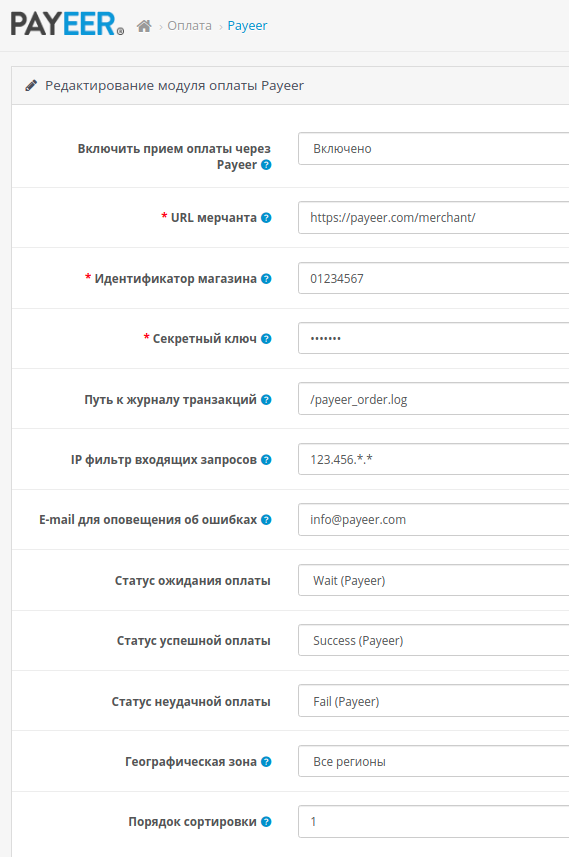 PAYEER® › Оплата › Payeer
Редактирование модуля оплаты Payeer
Включить прием оплаты через
Payeer ?
Включено
* URL мерчанта ?
https://payeer.com/merchant/
* Идентификатор магазина ?
01234567
* Секретный ключ ?
•••••••
Путь к журналу транзакций ?
/payeer_order.log
IP фильтр входящих запросов ?
123.456.*.*
E-mail для оповещения об ошибках ?
info@payeer.com
Статус ожидания оплаты
Wait (Payeer)
Статус успешной оплаты
Success (Payeer)
Статус неудачной оплаты
Fail (Payeer)
Географическая зона ?
Все регионы
Порядок сортировки ?
1